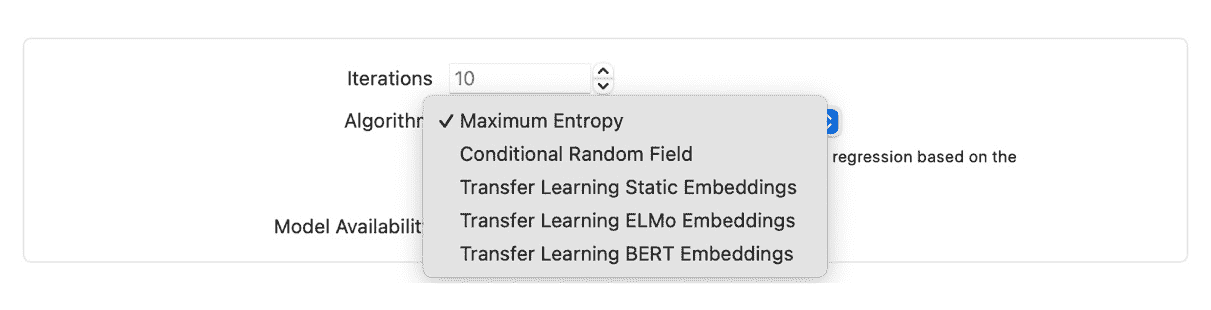 Iterations 10
Algorithm
✓ Maximum Entropy
Conditional Random Field
regression based on the
Transfer Learning Static Embeddings
Transfer Learning ELMo Embeddings
Model Availability
Transfer Learning BERT Embeddings